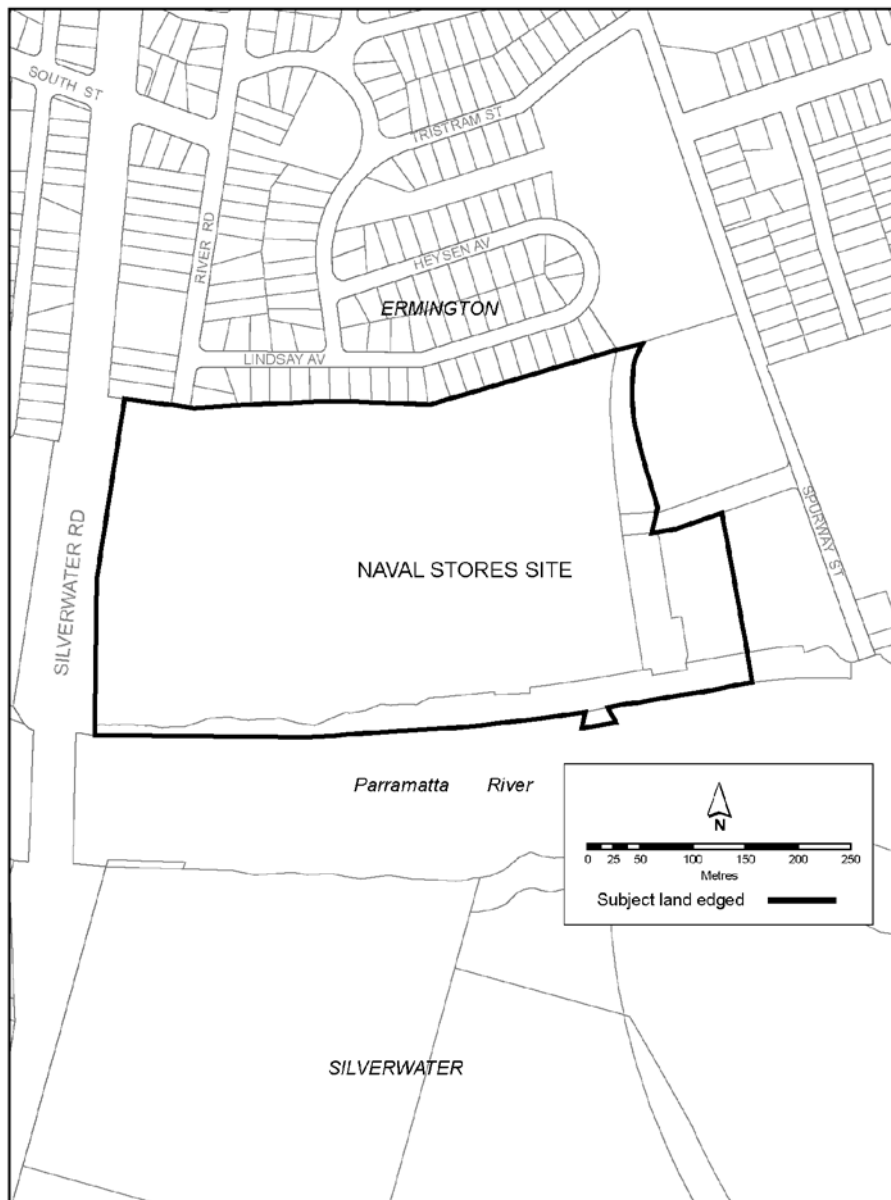 SOUTH ST
TRISTRAM ST
RIVER RD
HEYSEN AV
ERMINGTON
LINDSAY AV
SILVERWATER RD
NAVAL STORES SITE
SPURWAY ST
Parramatta River
N
0 25 50 100 150 200 250
Metres
Subject land edged
SILVERWATER